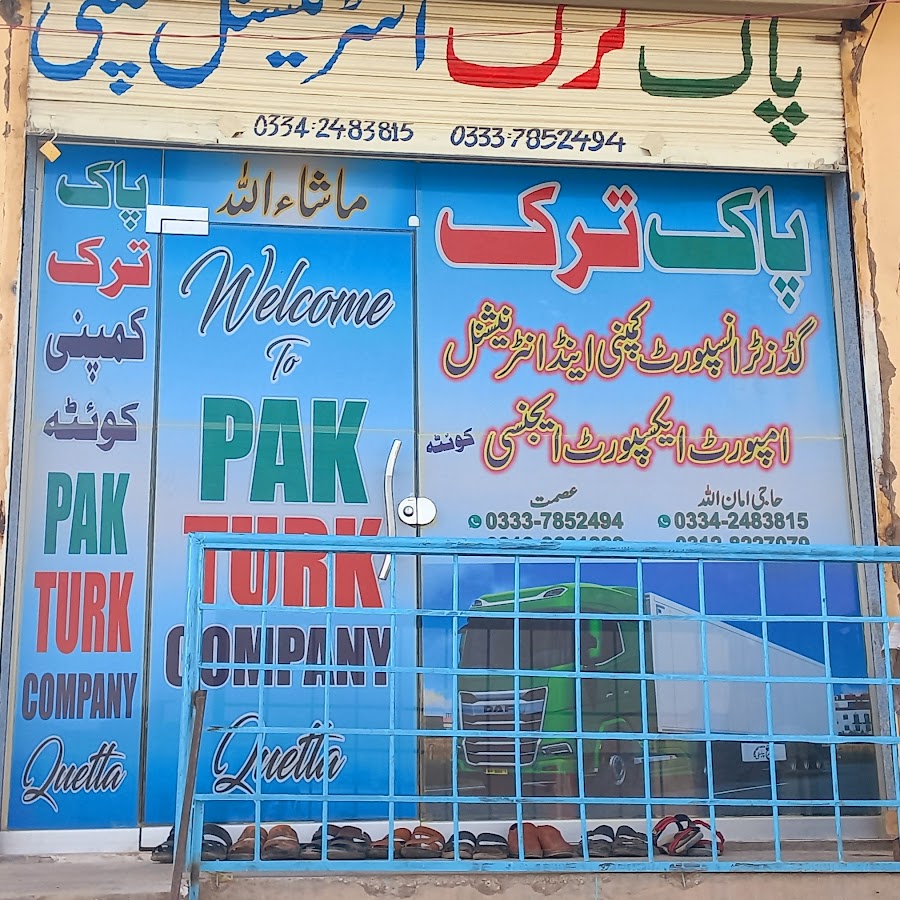 پاک ترک انٹرنیشنل کمپنی
0334-2483815 0333-7852494
پاک
ترک
کمپنی
کوئٹہ
PAK
TURK
COMPANY
Quetta
ماشاءاللہ
Welcome
To
PAK
TURK
COMPANY
Quetta
پاک ترک
گڈز ٹرانسپورٹ کمپنی اینڈ انٹرنیشنل
امپورٹ ایکسپورٹ ایجنسی کوئٹہ
حاجی امان اللہ عصمت
0334-2483815 0333-7852494
DAF